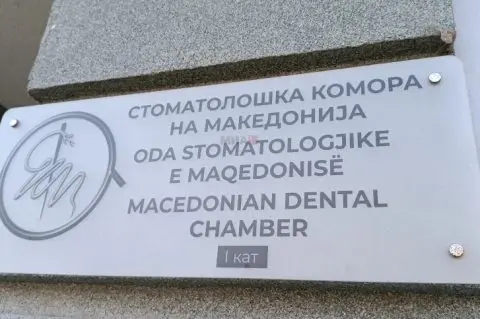 СТОМАТОЛОШКА КОМОРА
НА МАКЕДОНИЈА
ODA STOMATOLOGJIKE
E MAQEDONISË
MACEDONIAN DENTAL
CHAMBER
I кат